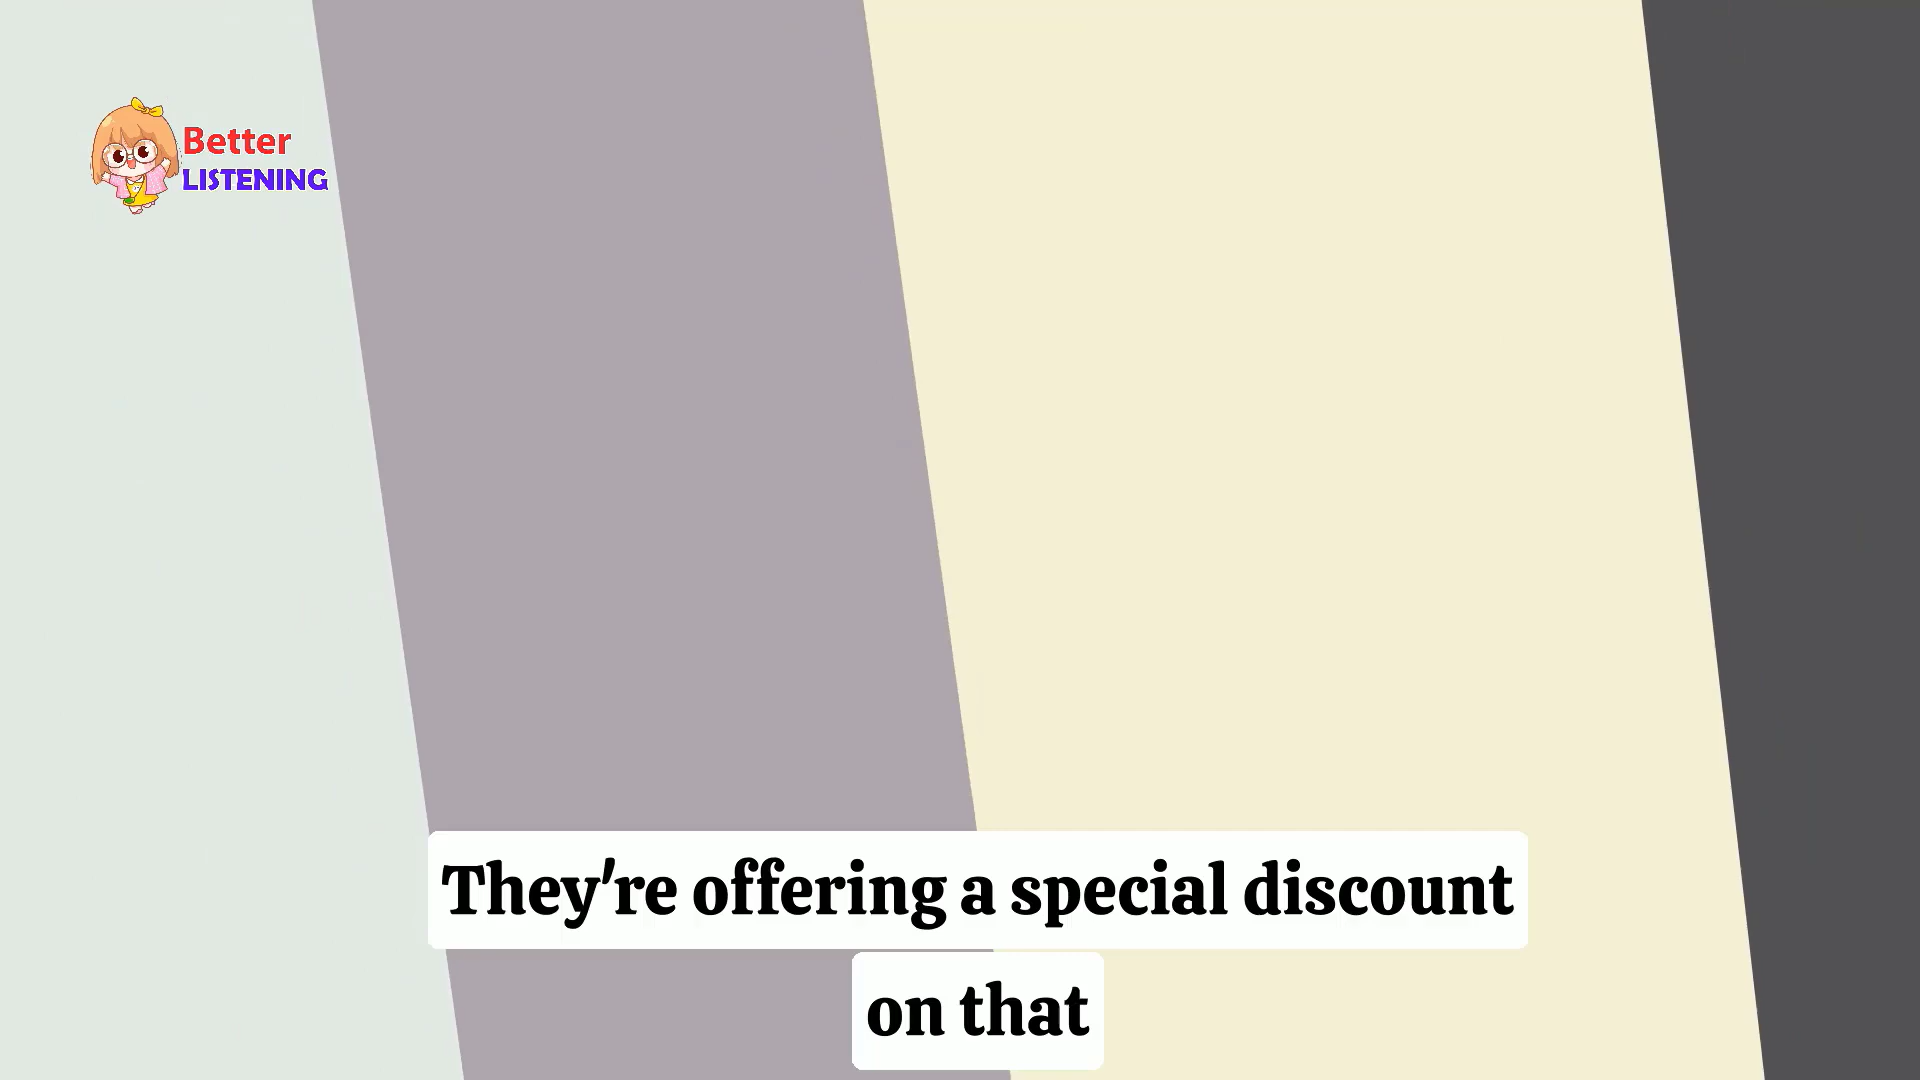 Better
LISTENING
They're offering a special discount
on that